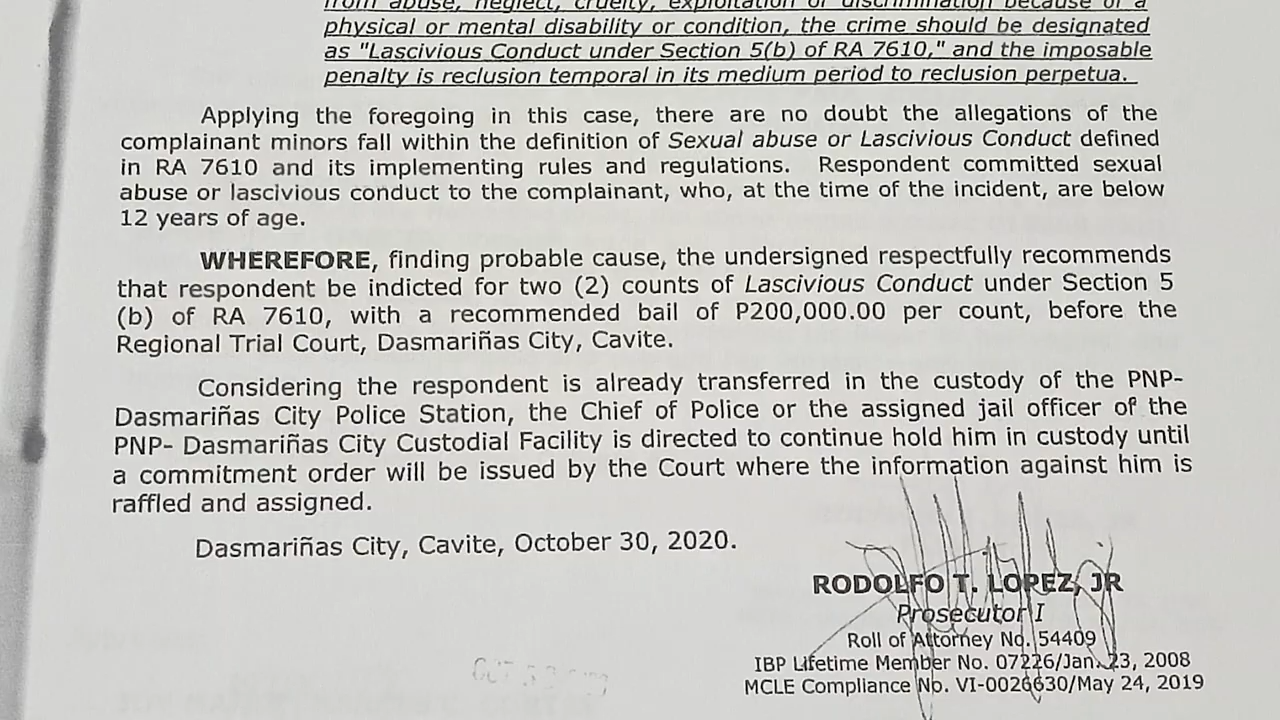 from abuse, neglect, cruelty, exploitation or discrimination because of a
physical or mental disability or condition, the crime should be designated
as "Lascivious Conduct under Section 5(b) of RA 7610," and the imposable
penalty is reclusion temporal in its medium period to reclusion perpetua.
Applying the foregoing in this case, there are no doubt the allegations of the
complainant minors fall within the definition of Sexual abuse or Lascivious Conduct defined
in RA 7610 and its implementing rules and regulations. Respondent committed sexual
abuse or lascivious conduct to the complainant, who, at the time of the incident, are below
12 years of age.
WHEREFORE, finding probable cause, the undersigned respectfully recommends
that respondent be indicted for two (2) counts of Lascivious Conduct under Section 5
(b) of RA 7610, with a recommended bail of P200,000.00 per count, before the
Regional Trial Court, Dasmariñas City, Cavite.
Considering the respondent is already transferred in the custody of the PNP-
Dasmariñas City Police Station, the Chief of Police or the assigned jail officer of the
PNP- Dasmariñas City Custodial Facility is directed to continue hold him in custody until
a commitment order will be issued by the Court where the information against him is
raffled and assigned.
Dasmariñas City, Cavite, October 30, 2020.
RODOLFO T. LOPEZ, JR
Prosecutor I
Roll of Attorney No. 54409
IBP Lifetime Member No. 07226/Jan. 23, 2008
MCLE Compliance No. VI-0026630/May 24, 2019